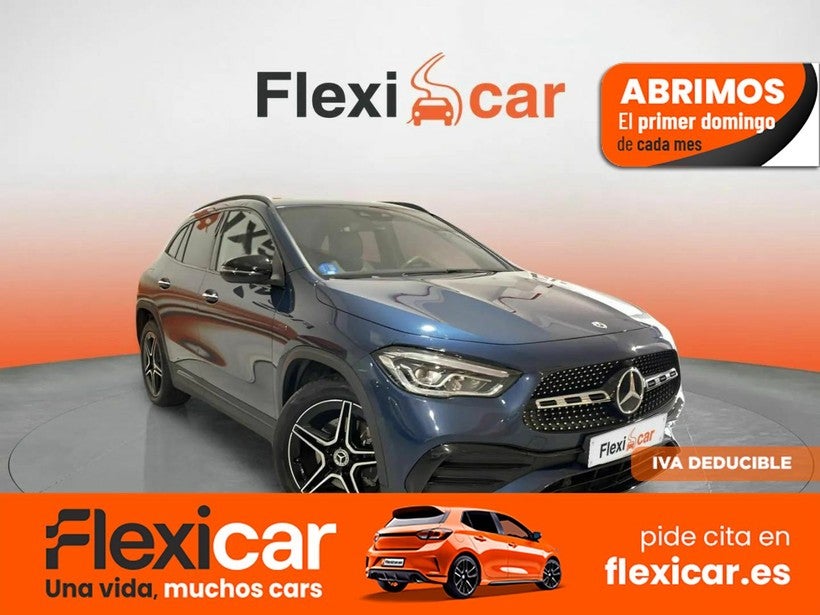 Flexicar
ABRIMOS
El primer domingo
de cada mes
Flexicar
IVA DEDUCIBLE
Flexicar
Una vida, muchos cars
pide cita en
flexicar.es